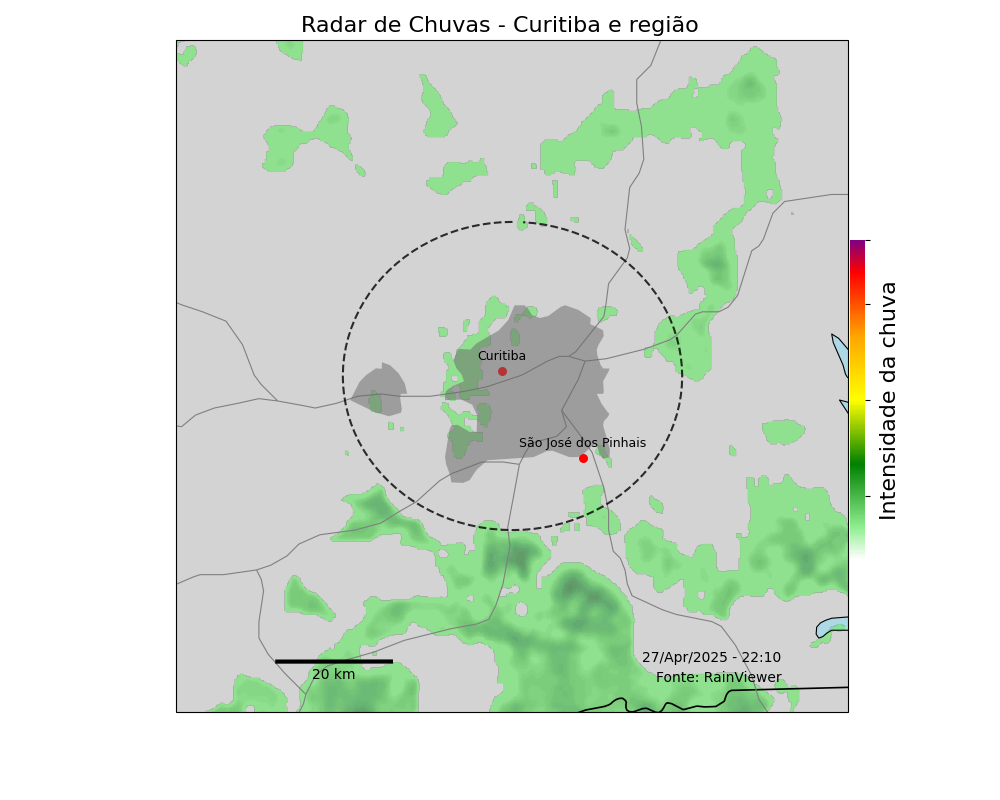 Radar de Chuvas - Curitiba e região
Curitiba
São José dos Pinhais
Intensidade da chuva
27/Apr/2025 - 22:10
Fonte: RainViewer
20 km